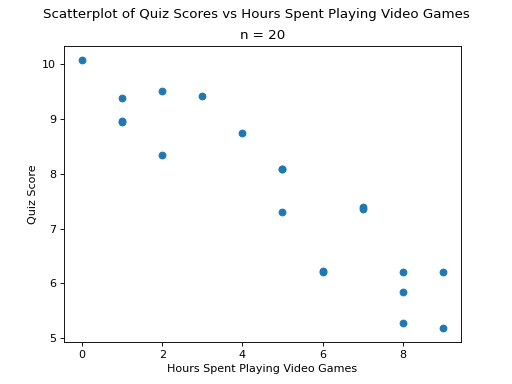 Scatterplot of Quiz Scores vs Hours Spent Playing Video Games
n = 20
10
9
8
7
6
5
Quiz Score
0 2 4 6 8
Hours Spent Playing Video Games